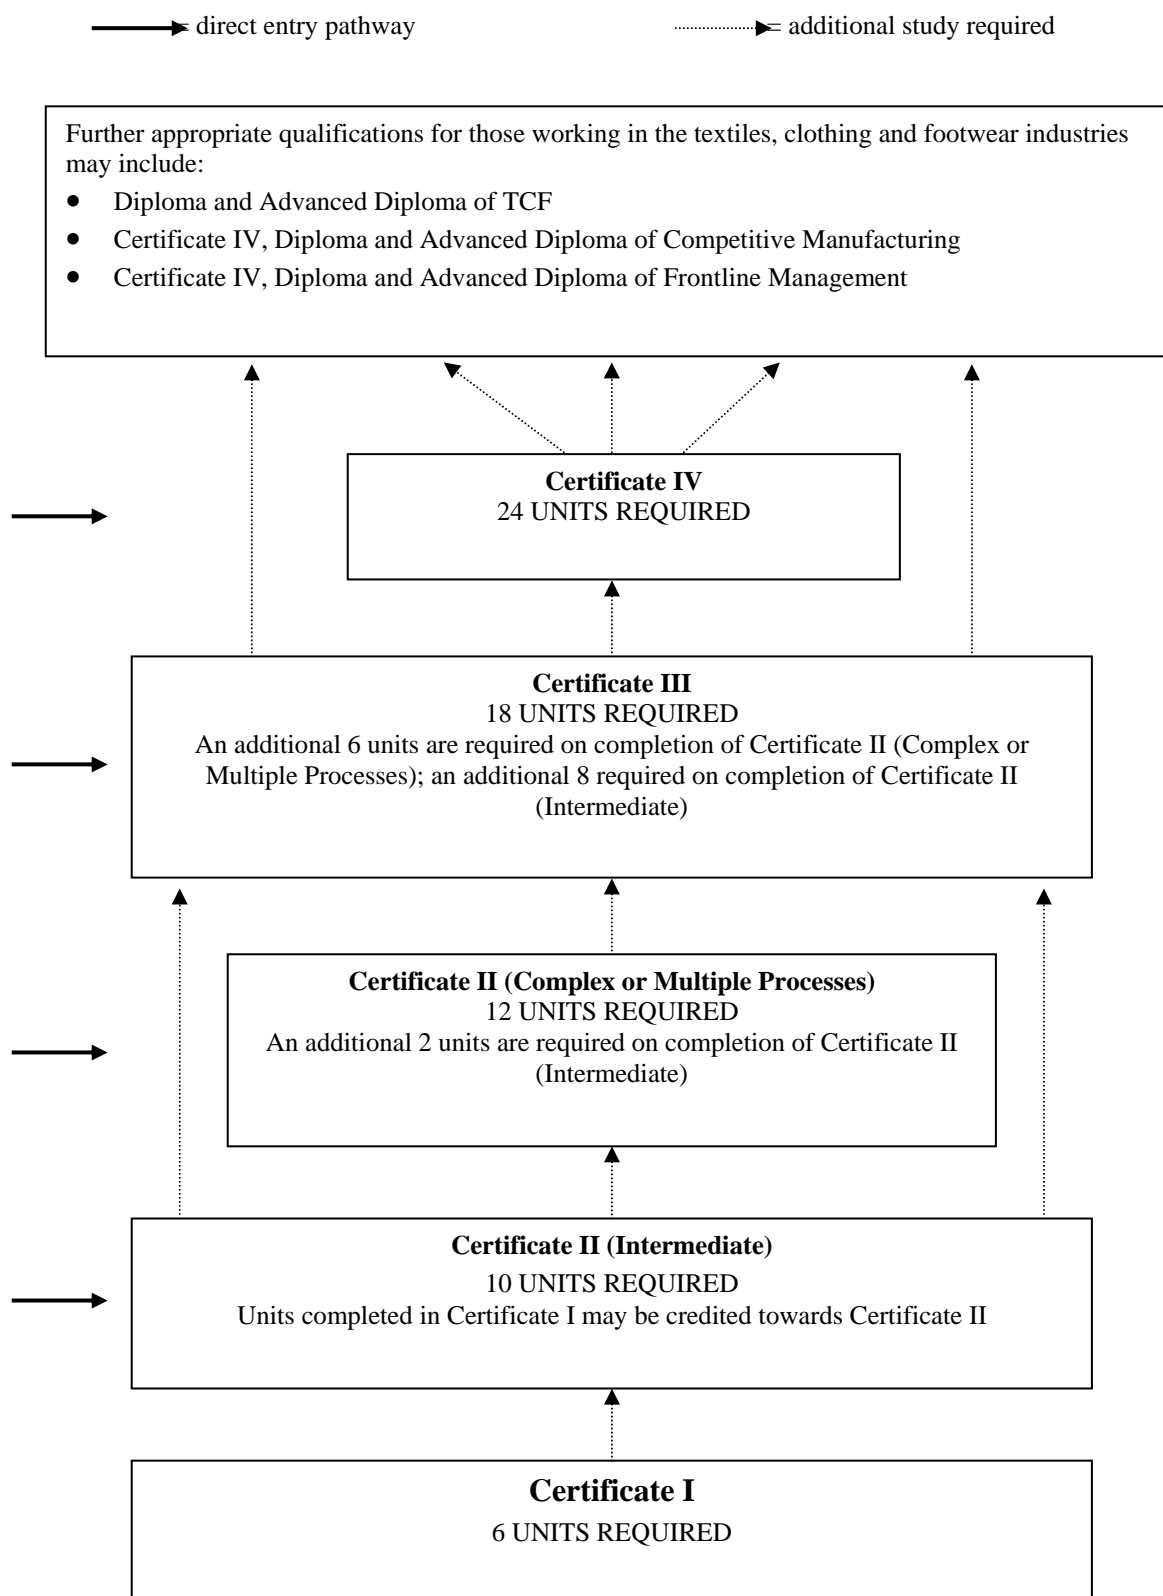 = direct entry pathway
= additional study required
Further appropriate qualifications for those working in the textiles, clothing and footwear industries
may include:
● Diploma and Advanced Diploma of TCF
● Certificate IV, Diploma and Advanced Diploma of Competitive Manufacturing
● Certificate IV, Diploma and Advanced Diploma of Frontline Management
Certificate IV
24 UNITS REQUIRED
Certificate III
18 UNITS REQUIRED
An additional 6 units are required on completion of Certificate II (Complex or
Multiple Processes); an additional 8 required on completion of Certificate II
(Intermediate)
Certificate II (Complex or Multiple Processes)
12 UNITS REQUIRED
An additional 2 units are required on completion of Certificate II
(Intermediate)
Certificate II (Intermediate)
10 UNITS REQUIRED
Units completed in Certificate I may be credited towards Certificate II
Certificate I
6 UNITS REQUIRED